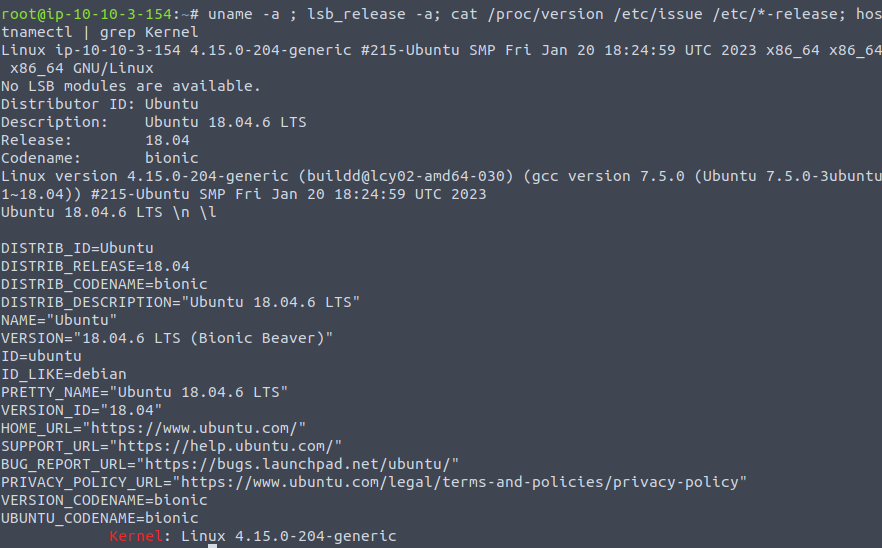 root@ip-10-10-3-154:~# uname -a ; lsb_release -a; cat /proc/version /etc/issue /etc/*-release; hos
tnamectl | grep Kernel
Linux ip-10-10-3-154 4.15.0-204-generic #215-Ubuntu SMP Fri Jan 20 18:24:59 UTC 2023 x86_64 x86_64
 x86_64 GNU/Linux
No LSB modules are available.
Distributor ID: Ubuntu
Description:    Ubuntu 18.04.6 LTS
Release:        18.04
Codename:       bionic
Linux version 4.15.0-204-generic (buildd@lcy02-amd64-030) (gcc version 7.5.0 (Ubuntu 7.5.0-3ubuntu
1~18.04)) #215-Ubuntu SMP Fri Jan 20 18:24:59 UTC 2023
Ubuntu 18.04.6 LTS \n \l

DISTRIB_ID=Ubuntu
DISTRIB_RELEASE=18.04
DISTRIB_CODENAME=bionic
DISTRIB_DESCRIPTION="Ubuntu 18.04.6 LTS"
NAME="Ubuntu"
VERSION="18.04.6 LTS (Bionic Beaver)"
ID=ubuntu
ID_LIKE=debian
PRETTY_NAME="Ubuntu 18.04.6 LTS"
VERSION_ID="18.04"
HOME_URL="https://www.ubuntu.com/"
SUPPORT_URL="https://help.ubuntu.com/"
BUG_REPORT_URL="https://bugs.launchpad.net/ubuntu/"
PRIVACY_POLICY_URL="https://www.ubuntu.com/legal/terms-and-policies/privacy-policy"
VERSION_CODENAME=bionic
UBUNTU_CODENAME=bionic
            Kernel: Linux 4.15.0-204-generic